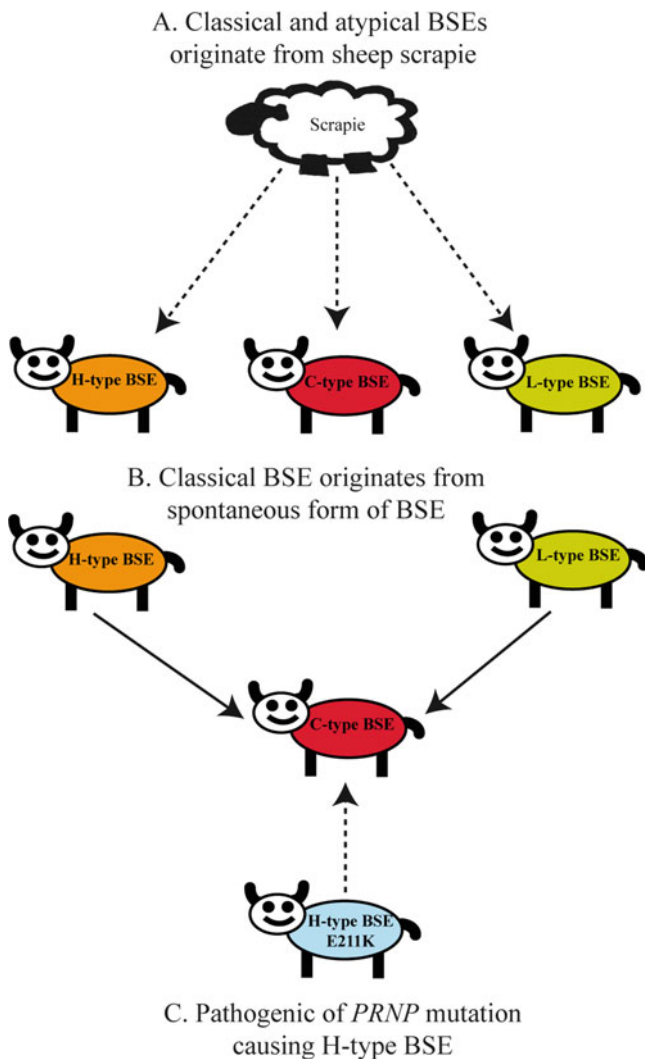 A. Classical and atypical BSEs
originate from sheep scrapie
Scrapie
H-type BSE
C-type BSE
L-type BSE
B. Classical BSE originates from
spontaneous form of BSE
H-type BSE
L-type BSE
C-type BSE
H-type BSE
E211K
C. Pathogenic of PRNP mutation
causing H-type BSE